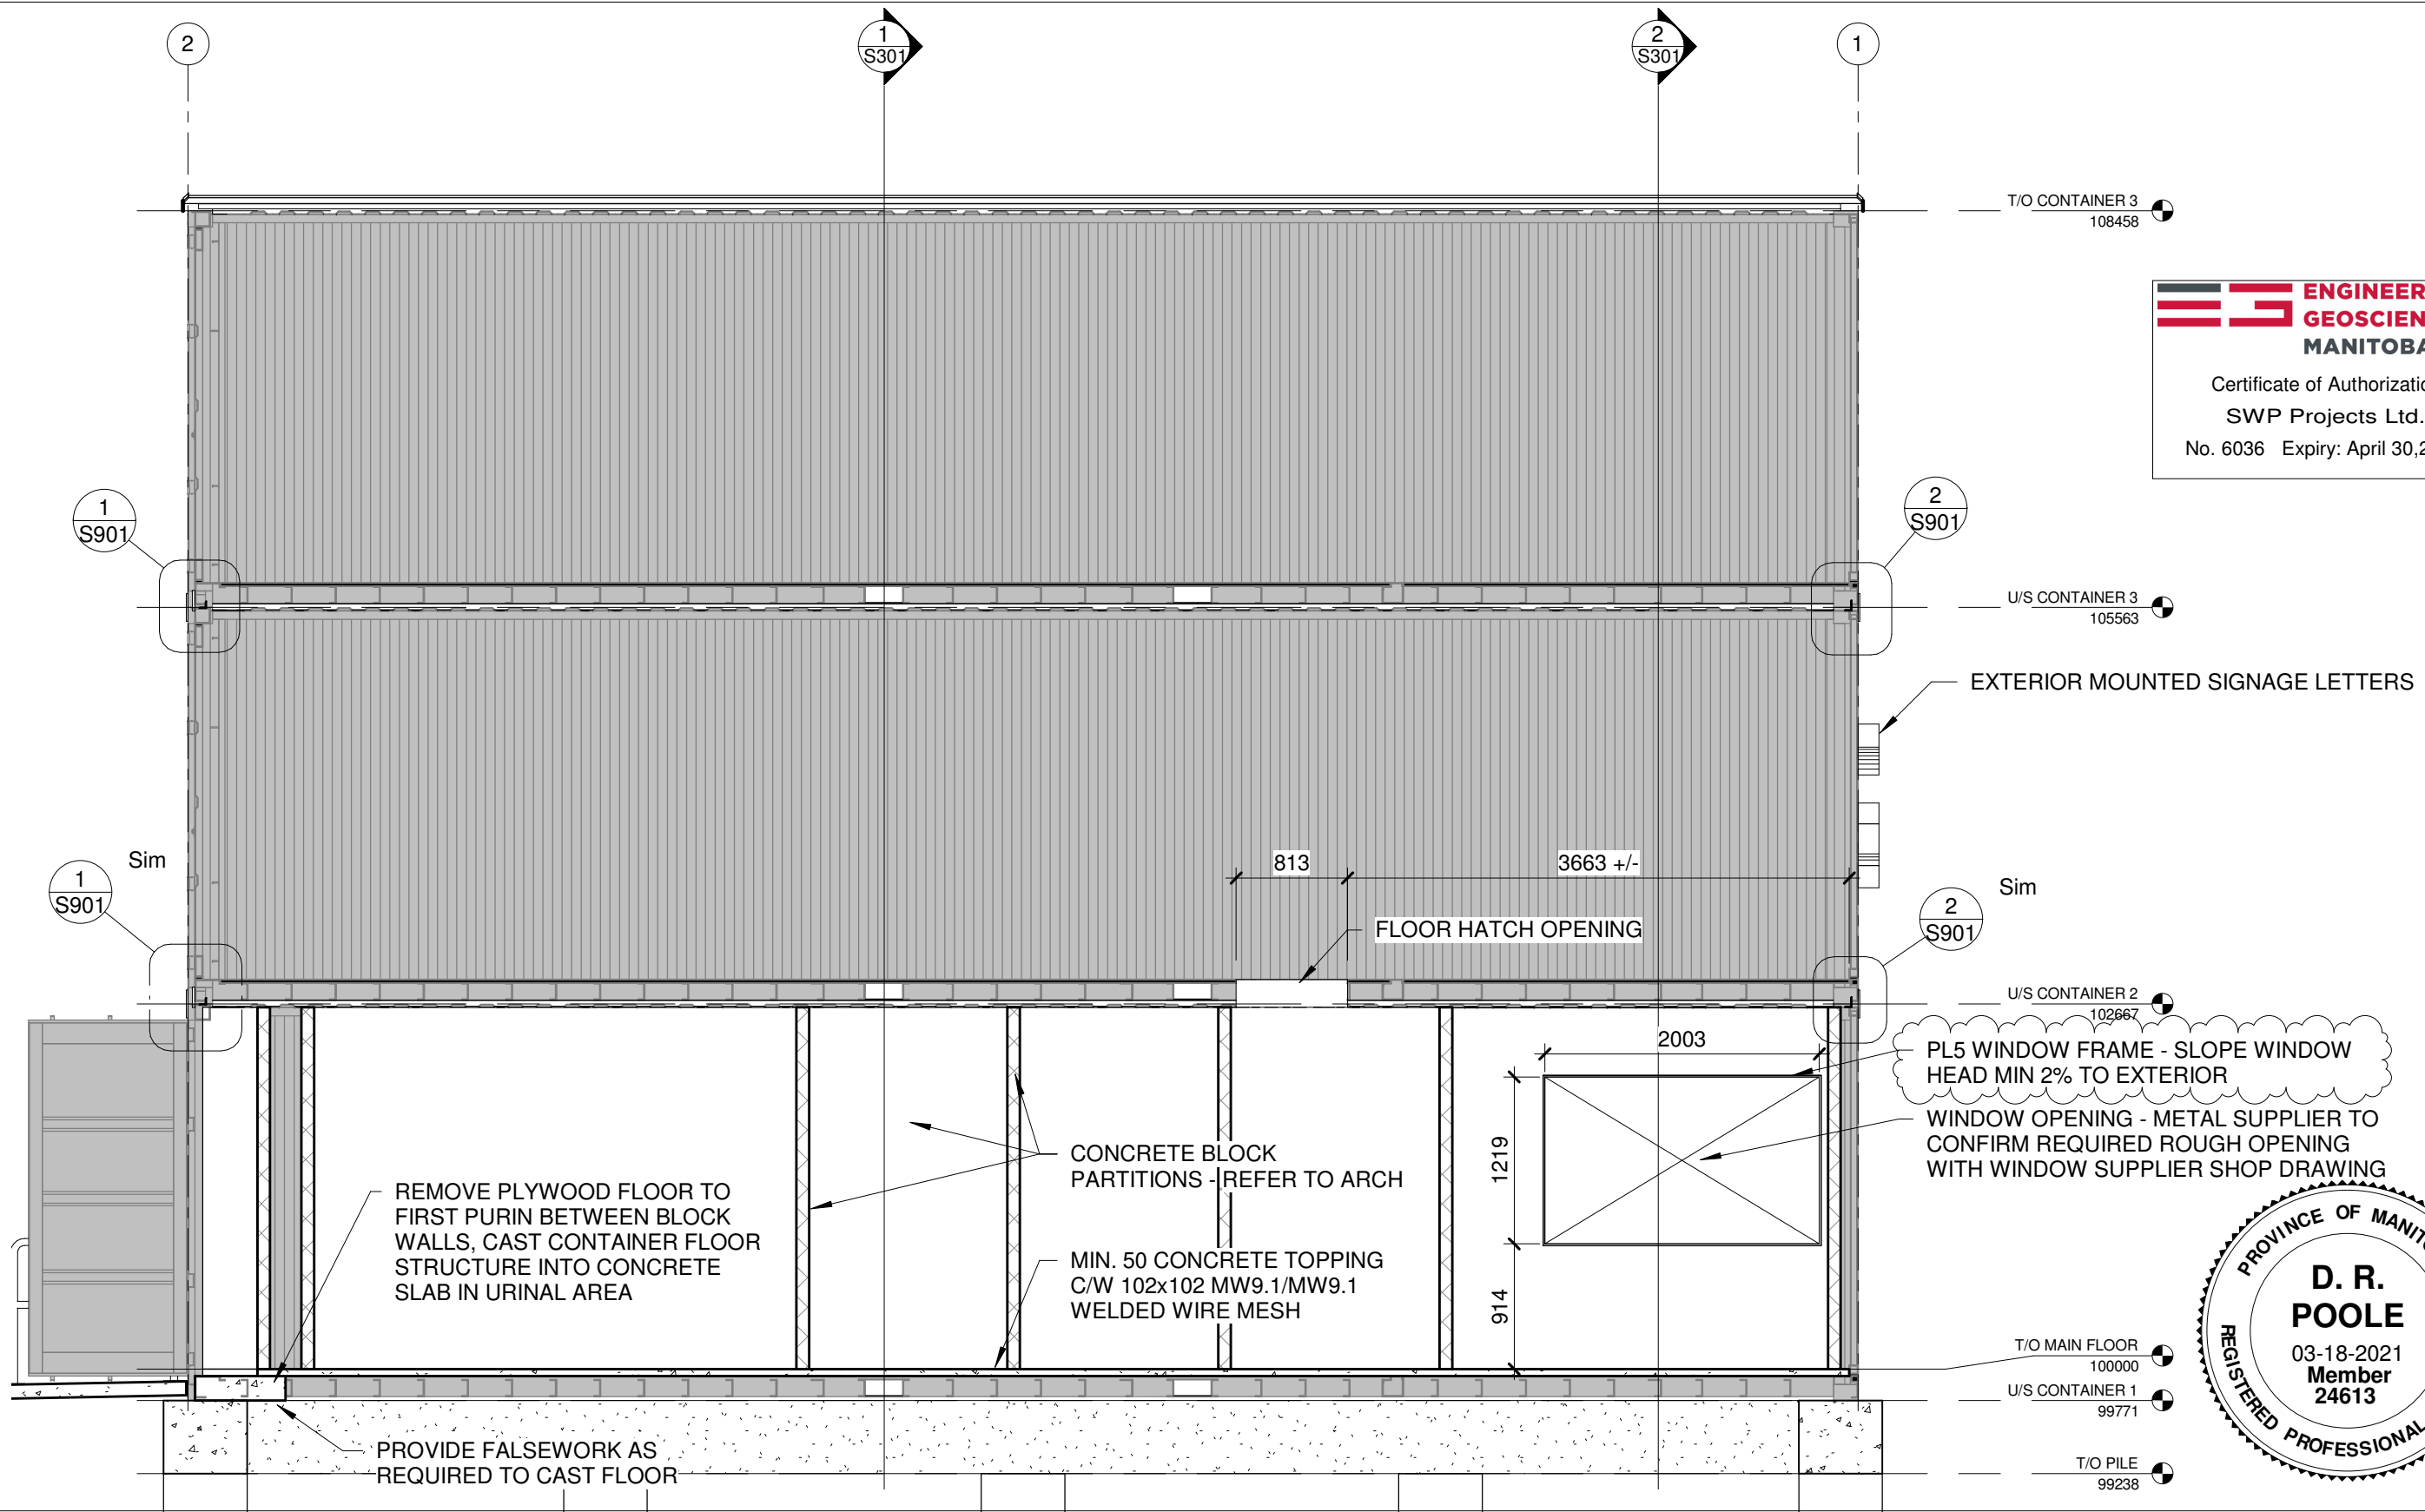 2
1
S301
2
S301
1
T/O CONTAINER 3
108458
ENGINEER
GEOSCIEN
MANITOBA
Certificate of Authorizatio
SWP Projects Ltd.
No. 6036 Expiry: April 30,2
1
S901
2
S901
U/S CONTAINER 3
105563
EXTERIOR MOUNTED SIGNAGE LETTERS
Sim
1
S901
813
3663 +/-
Sim
2
S901
FLOOR HATCH OPENING
U/S CONTAINER 2
102667
2003
PL5 WINDOW FRAME - SLOPE WINDOW
HEAD MIN 2% TO EXTERIOR
WINDOW OPENING - METAL SUPPLIER TO
CONFIRM REQUIRED ROUGH OPENING
WITH WINDOW SUPPLIER SHOP DRAWING
1219
CONCRETE BLOCK
PARTITIONS - REFER TO ARCH
REMOVE PLYWOOD FLOOR TO
FIRST PURIN BETWEEN BLOCK
WALLS, CAST CONTAINER FLOOR
STRUCTURE INTO CONCRETE
SLAB IN URINAL AREA
MIN. 50 CONCRETE TOPPING
C/W 102x102 MW9.1/MW9.1
WELDED WIRE MESH
914
PROVINCE OF MANITO
D. R.
POOLE
03-18-2021
Member
24613
REGISTERED PROFESSIONAL
T/O MAIN FLOOR
100000
U/S CONTAINER 1
99771
PROVIDE FALSEWORK AS
REQUIRED TO CAST FLOOR
T/O PILE
99238